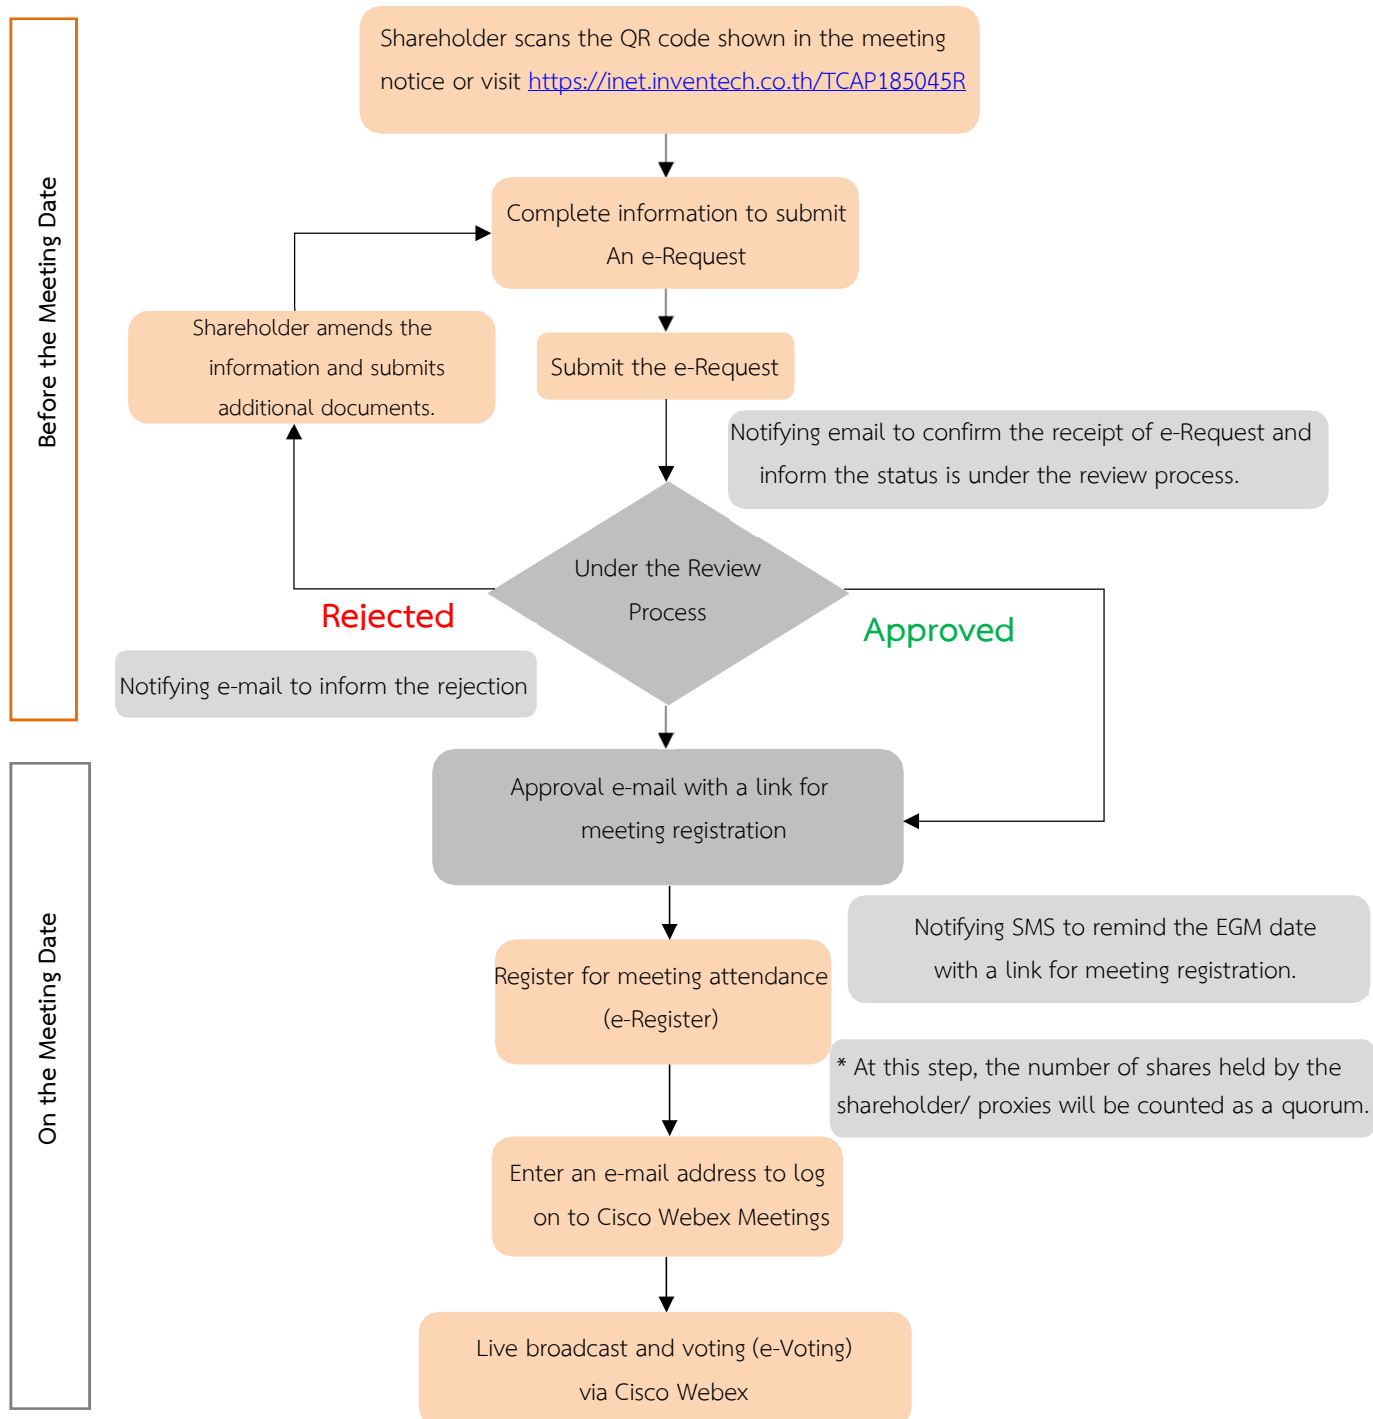 Shareholder scans the QR code shown in the meeting
notice or visit https://inet.inventech.co.th/TCAP185045R
Before the Meeting Date
Complete information to submit
An e-Request
Shareholder amends the
information and submits
additional documents.
Submit the e-Request
Notifying email to confirm the receipt of e-Request and
inform the status is under the review process.
Under the Review
Process
Rejected
Approved
Notifying e-mail to inform the rejection
Approval e-mail with a link for
meeting registration
On the Meeting Date
Notifying SMS to remind the EGM date
with a link for meeting registration.
Register for meeting attendance
(e-Register)
* At this step, the number of shares held by the
shareholder/ proxies will be counted as a quorum.
Enter an e-mail address to log
on to Cisco Webex Meetings
Live broadcast and voting (e-Voting)
via Cisco Webex